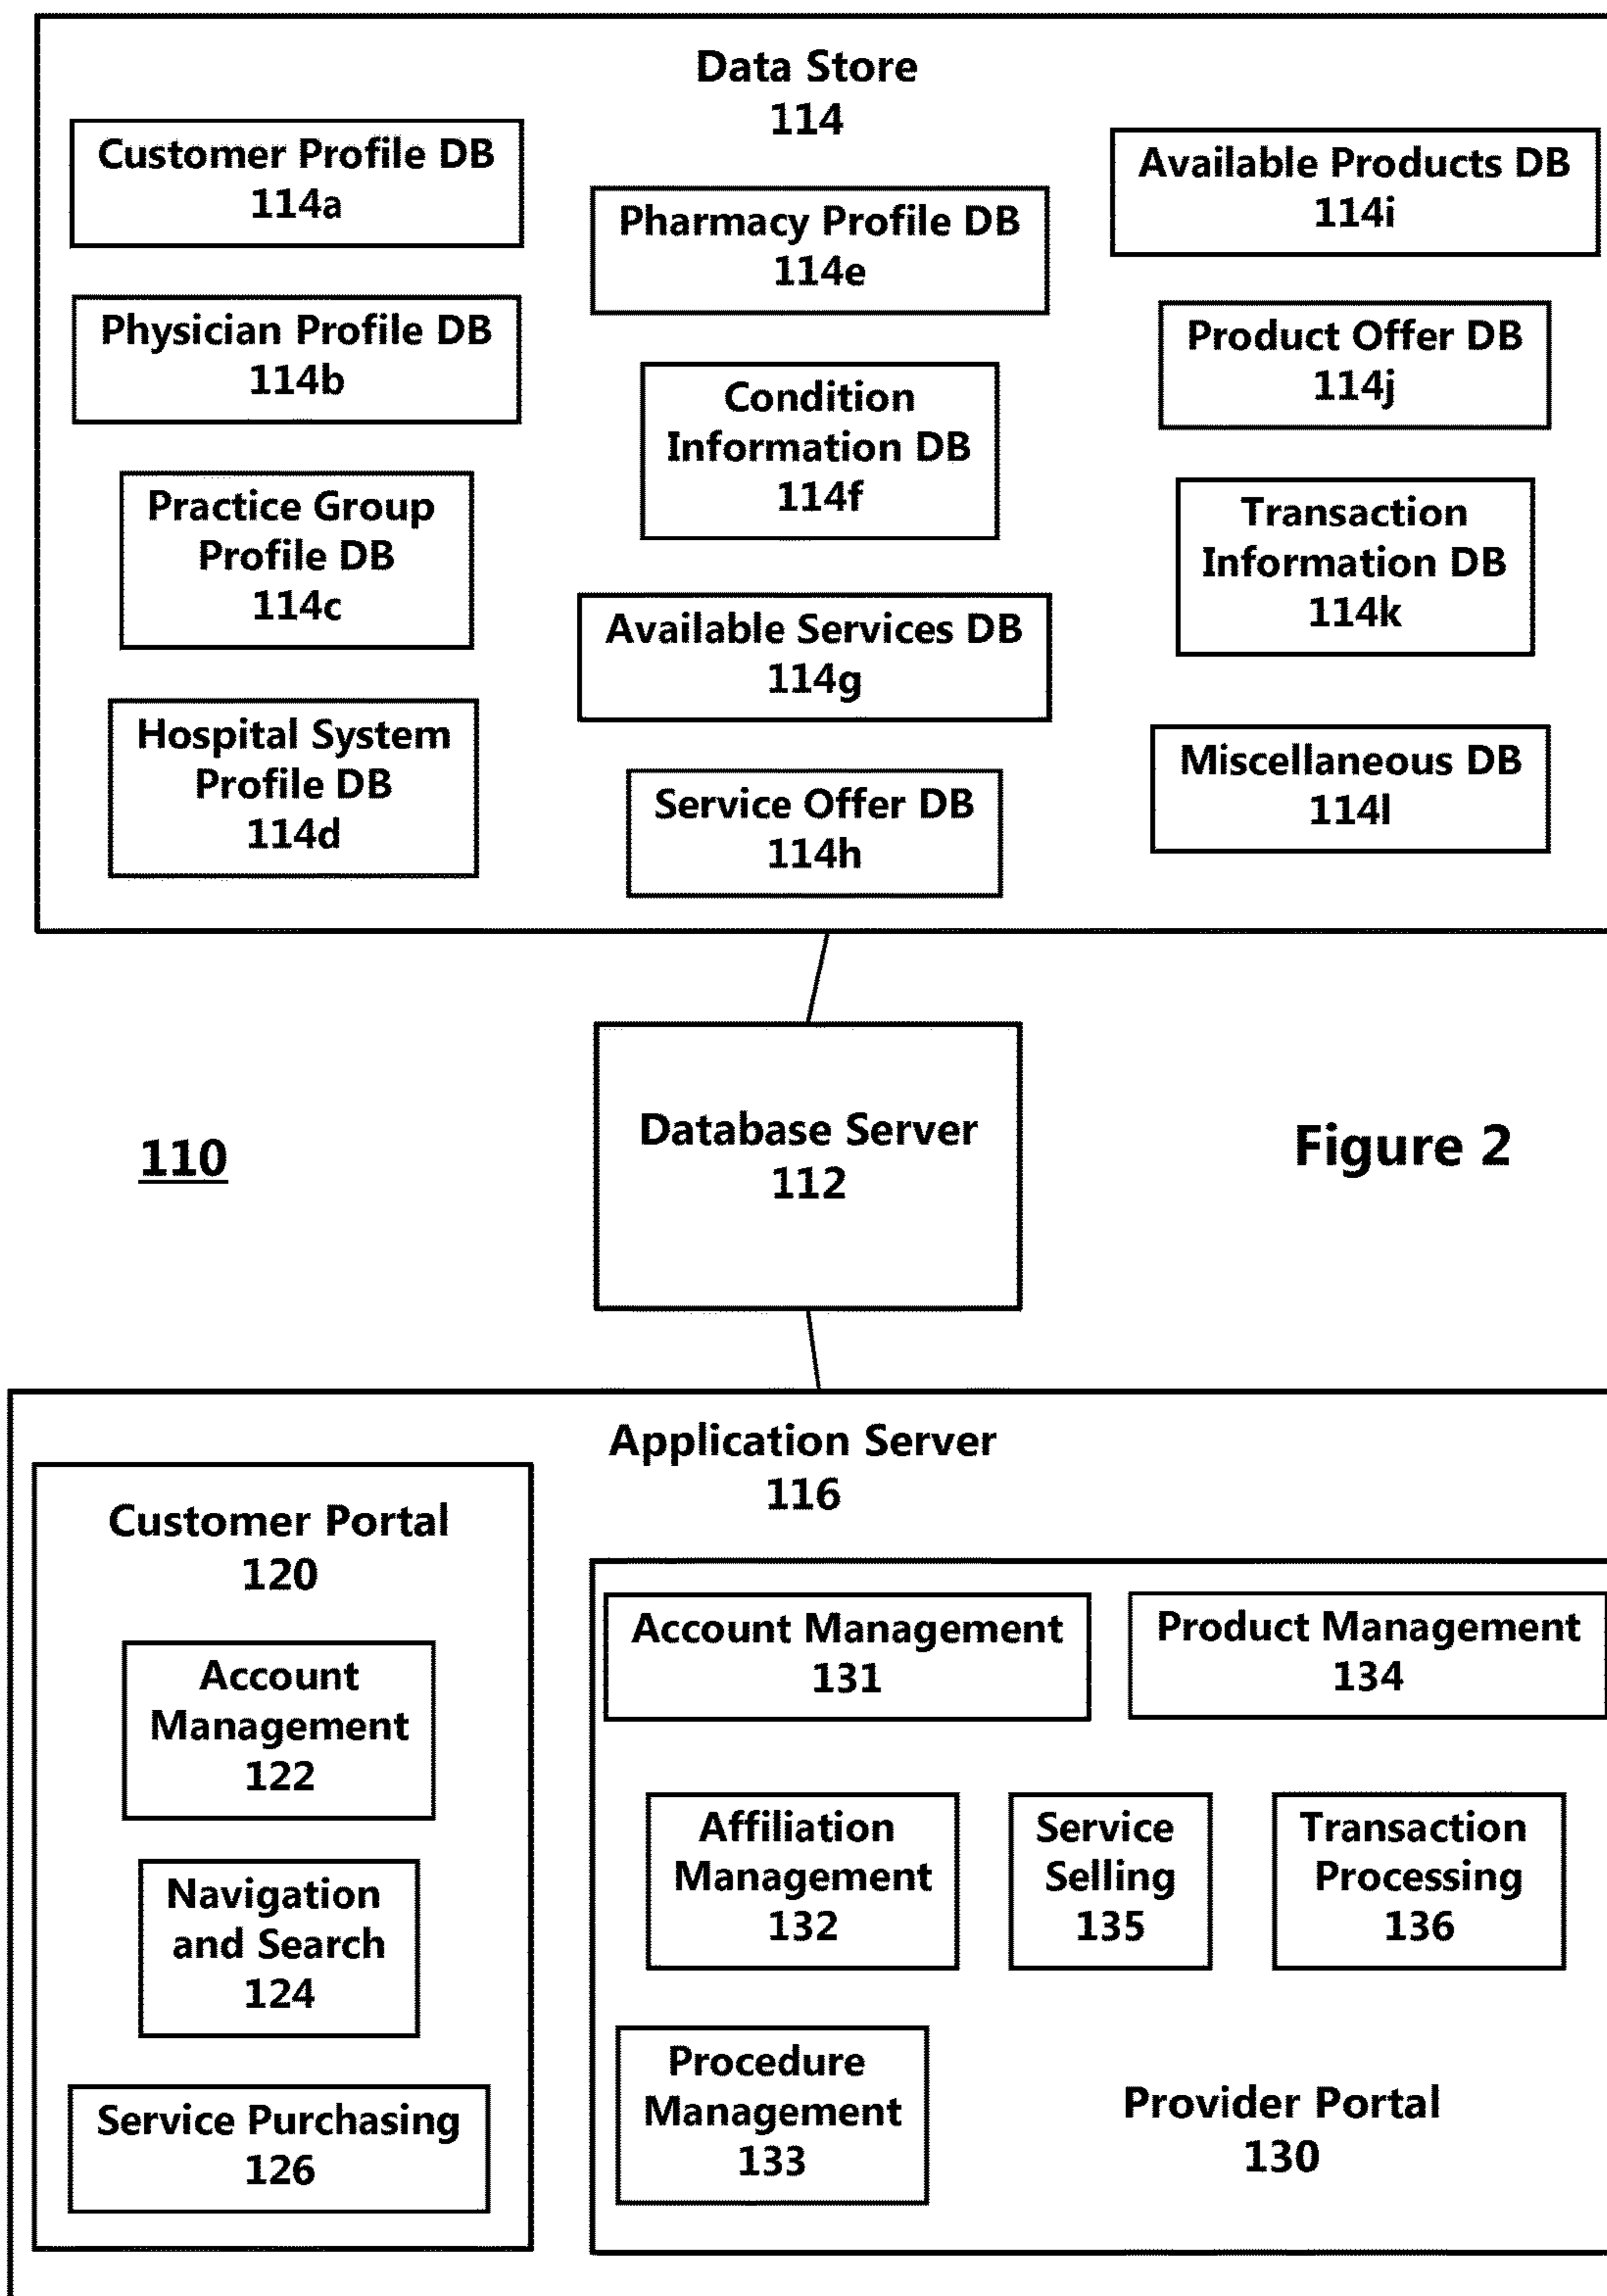 Data Store
114
Customer Profile DB
114a
Physician Profile DB
114b
Practice Group
Profile DB
114c
Hospital System
Profile DB
114d
Pharmacy Profile DB
114e
Condition
Information DB
114f
Available Services DB
114g
Service Offer DB
114h
Available Products DB
114i
Product Offer DB
114j
Transaction
Information DB
114k
Miscellaneous DB
114l
110
Database Server
112
Figure 2
Application Server
116
Customer Portal
120
Account
Management
122
Navigation
and Search
124
Service Purchasing
126
Account Management
131
Product Management
134
Affiliation
Management
132
Service
Selling
135
Transaction
Processing
136
Procedure
Management
133
Provider Portal
130